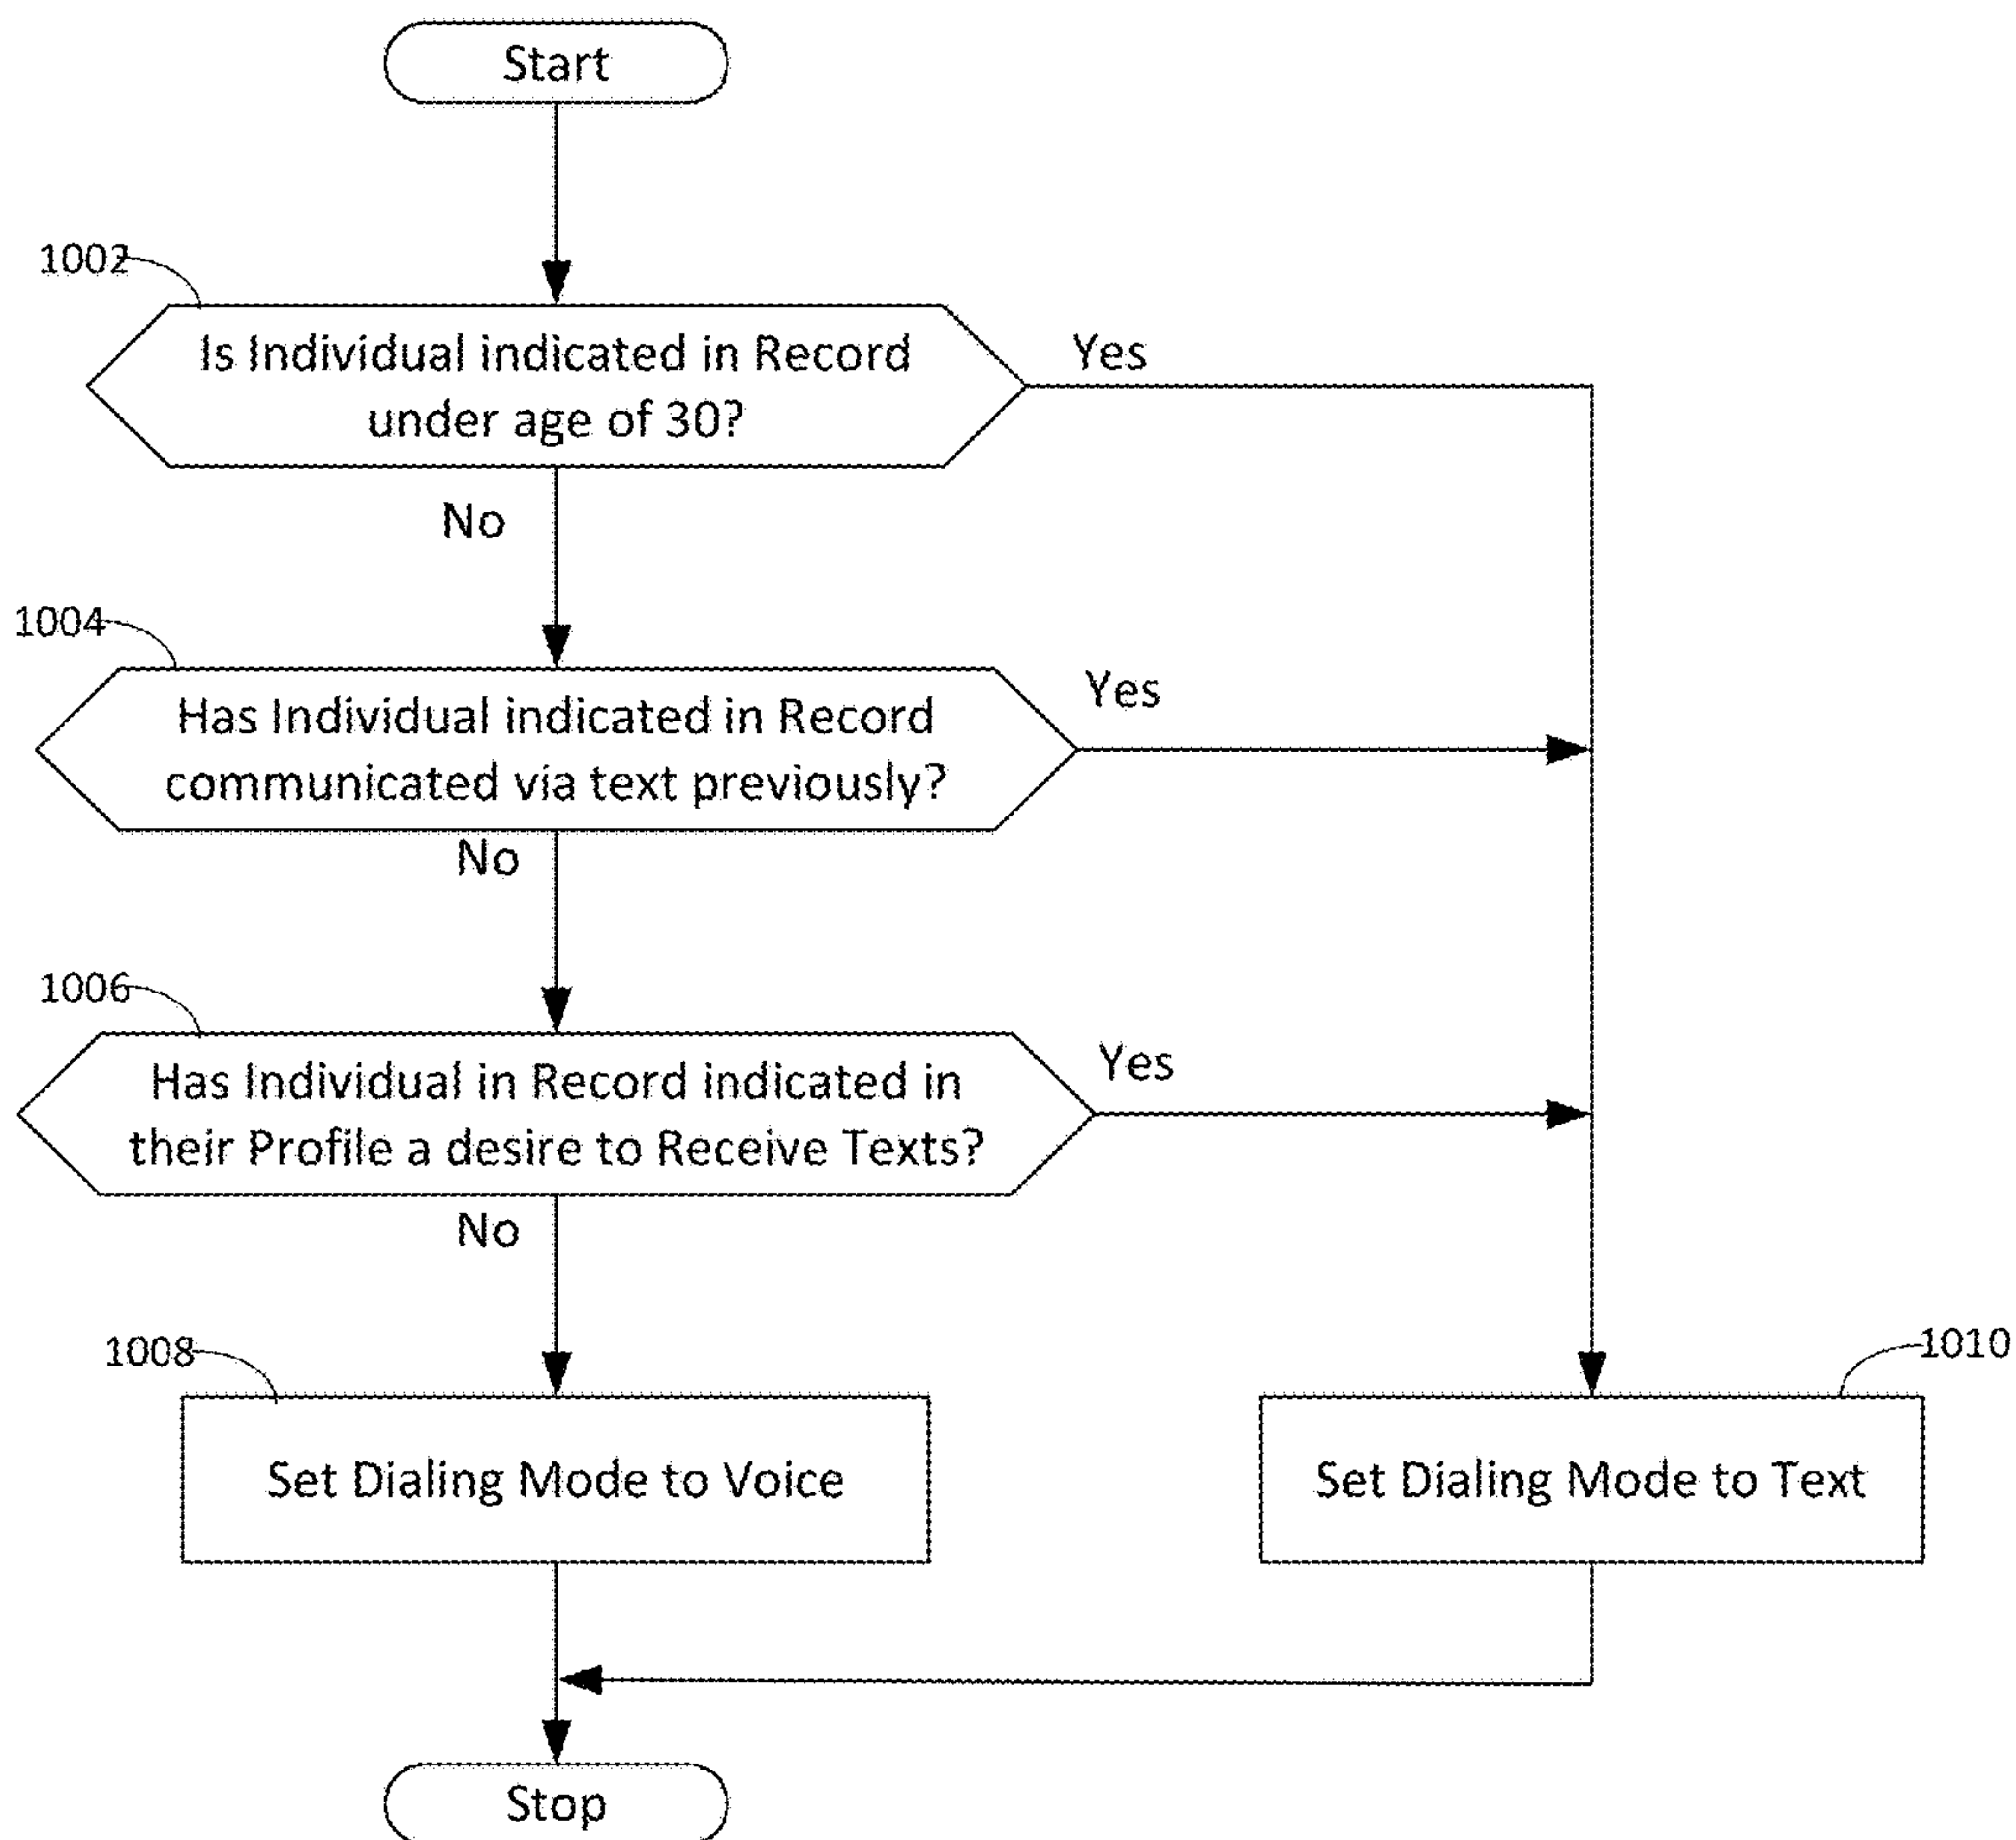 Start
1002
Is Individual indicated in Record
under age of 30?
Yes
No
1004
Has Individual indicated in Record
communicated via text previously?
Yes
No
1006
Has Individual in Record indicated in
their Profile a desire to Receive Texts?
Yes
No
1008
Set Dialing Mode to Voice
1010
Set Dialing Mode to Text
Stop